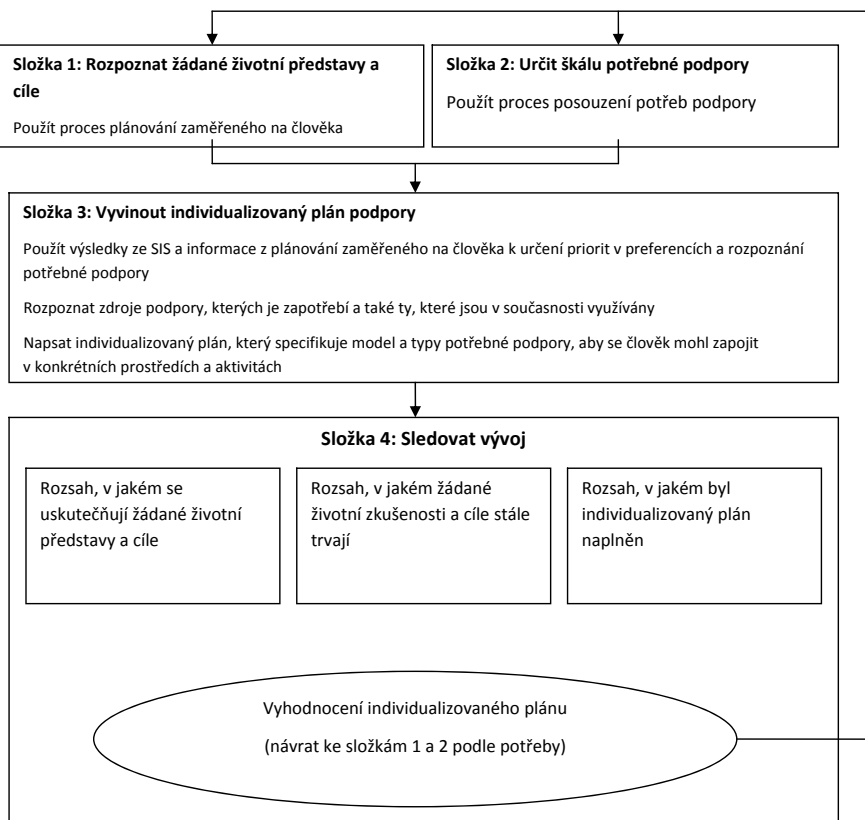 Složka 1: Rozpoznat žádané životní představy a
cíle
Použít proces plánování zaměřeného na člověka
Složka 2: Určit škálu potřebné podpory
Použít proces posouzení potřeb podpory
Složka 3: Vyvinout individualizovaný plán podpory
Použít výsledky ze SIS a informace z plánování zaměřeného na člověka k určení priorit v preferencích a rozpoznání
potřebné podpory
Rozpoznat zdroje podpory, kterých je zapotřebí a také ty, které jsou v současnosti využívány
Napsat individualizovaný plán, který specifikuje model a typy potřebné podpory, aby se člověk mohl zapojit
v konkrétních prostředích a aktivitách
Složka 4: Sledovat vývoj
Rozsah, v jakém se
uskutečňují žádané životní
představy a cíle
Rozsah, v jakém žádané
životní zkušenosti a cíle stále
trvají
Rozsah, v jakém byl
individualizovaný plán
naplněn
Vyhodnocení individualizovaného plánu
(návrat ke složkám 1 a 2 podle potřeby)